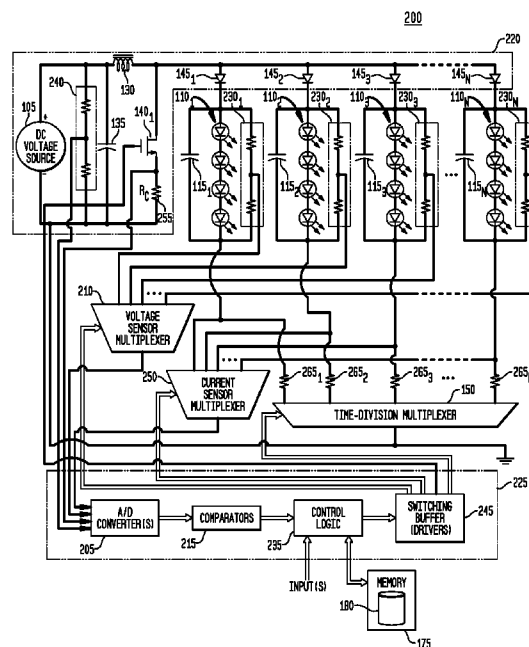 200
220
240
130
145₁
145₂
145₃
145N
105
135
140₁
110₁
230₁
110₂
230₂
110₃
230₃
110N
230N
DC
VOLTAGE
SOURCE
+
−
RC
255
115₁
115₂
115₃
...
115N
210
...
VOLTAGE
SENSOR
MULTIPLEXER
250
...
CURRENT
SENSOR
MULTIPLEXER
265₁
265₂
265₃
...
150
TIME-DIVISION MULTIPLEXER
225
A/D
CONVERTER(S)
COMPARATORS
CONTROL
LOGIC
SWITCHING
BUFFER
(DRIVERS)
245
205
215
235
INPUT(S)
MEMORY
180
175